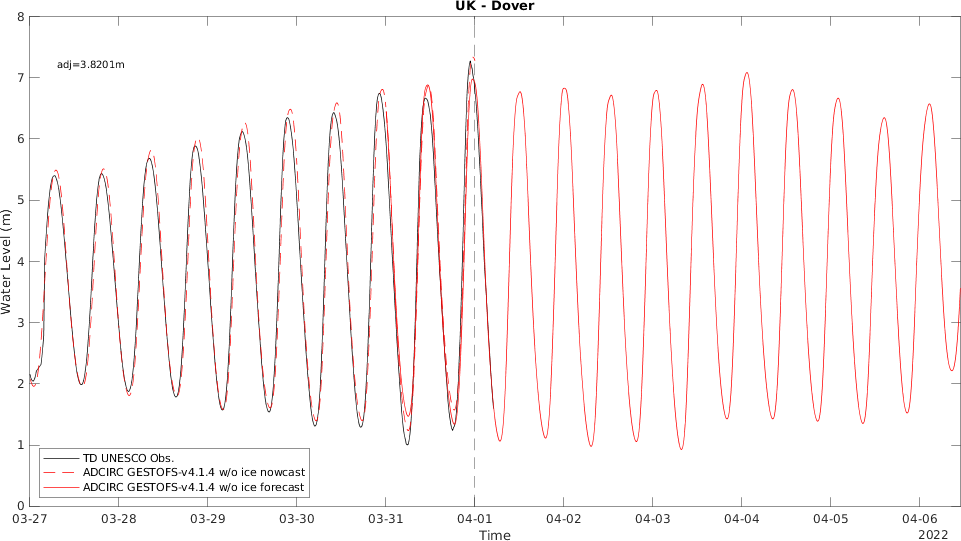 UK - Dover
8
7
6
5
4
3
2
1
0
adj=3.8201m
Water Level (m)
TD UNESCO Obs.
ADCIRC GESTOFS-v4.1.4 w/o ice nowcast
ADCIRC GESTOFS-v4.1.4 w/o ice forecast
03-27 03-28 03-29 03-30 03-31 04-01 04-02 04-03 04-04 04-05 04-06
Time
2022